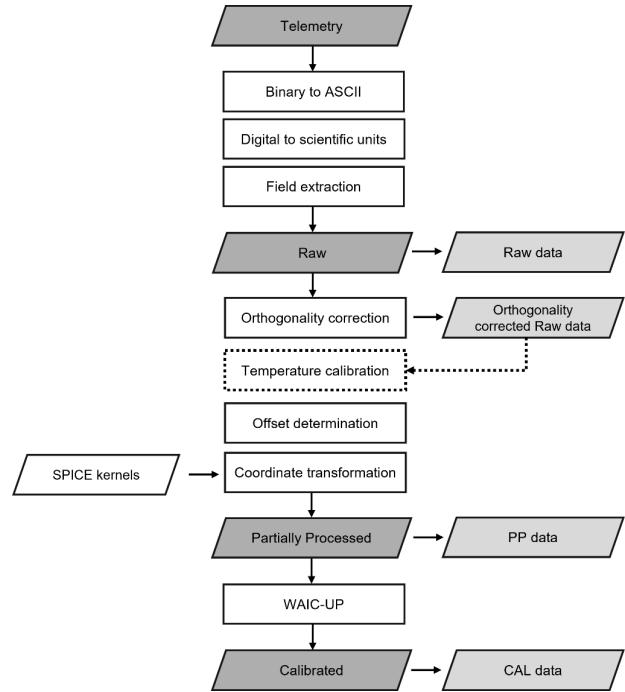 Telemetry
Binary to ASCII
Digital to scientific units
Field extraction
Raw
Raw data
Orthogonality correction
Orthogonality
corrected Raw data
Temperature calibration
Offset determination
SPICE kernels
Coordinate transformation
Partially Processed
PP data
WAIC-UP
Calibrated
CAL data